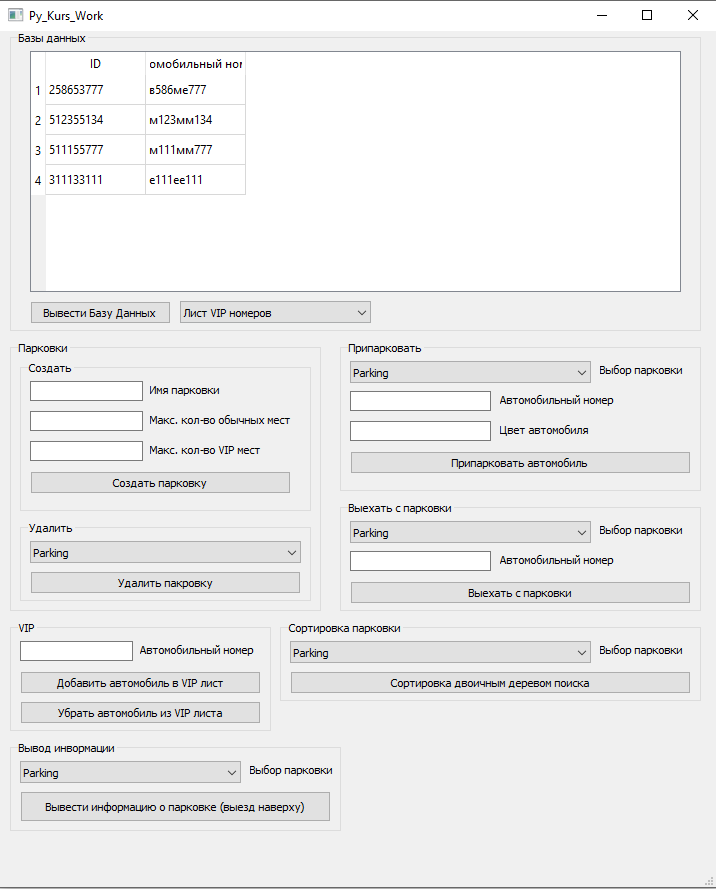 Py_Kurs_Work
Базы данных
ID омобильный ном
1 258653777 в586ме777
2 512355134 м123мм134
3 511155777 м111мм777
4 311133111 е111ее111
Вывести Базу Данных Лист VIP номеров
Парковки
Создать
Имя парковки
Макс. кол-во обычных мест
Макс. кол-во VIP мест
Создать парковку
Удалить
Parking
Удалить пакровку
Припарковать
Parking Выбор парковки
Автомобильный номер
Цвет автомобиля
Припарковать автомобиль
Выехать с парковки
Parking Выбор парковки
Автомобильный номер
Выехать с парковки
VIP
Автомобильный номер
Добавить автомобиль в VIP лист
Убрать автомобиль из VIP листа
Сортировка парковки
Parking Выбор парковки
Сортировка двоичным деревом поиска
Вывод инвормации
Parking Выбор парковки
Вывести информацию о парковке (выезд наверху)